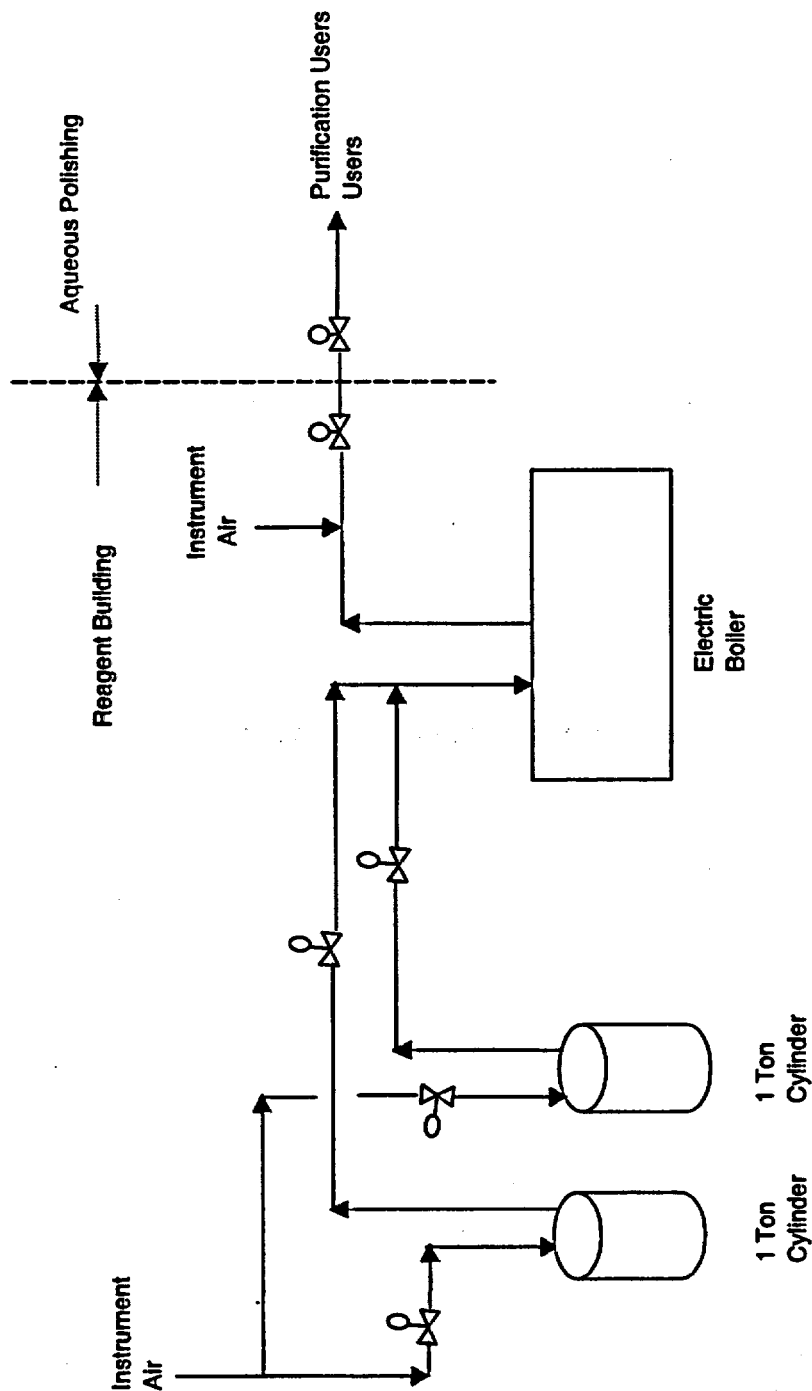 Reagent Building
Aqueous Polishing
Instrument
Air
Purification Users
Users
Instrument
Air
Electric
Boiler
1 Ton
Cylinder
1 Ton
Cylinder